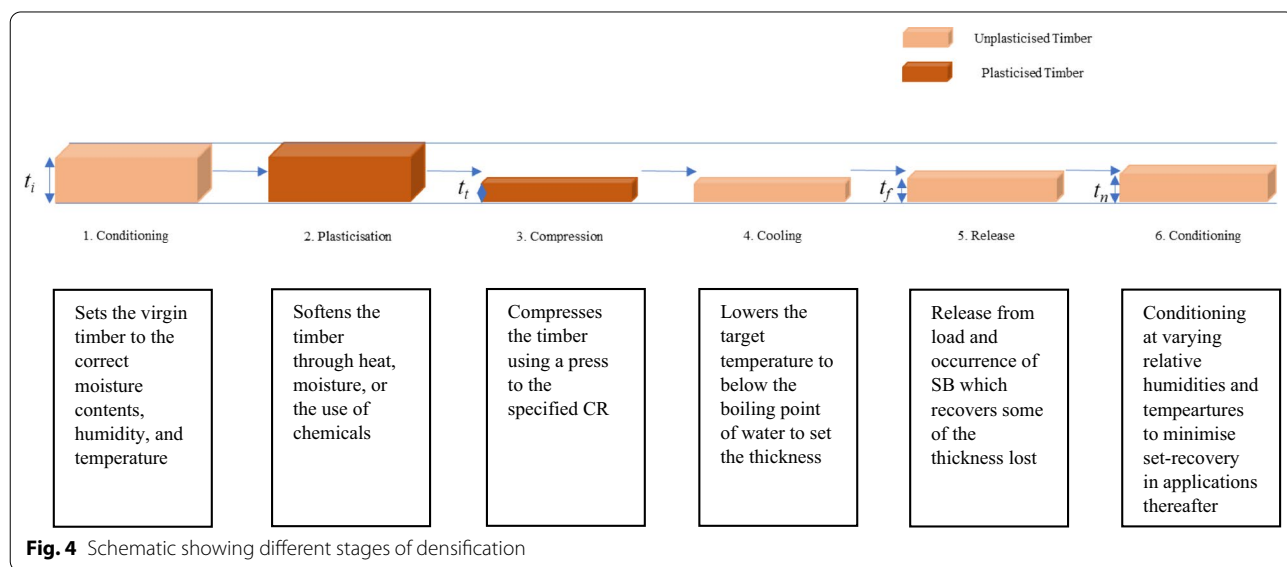 Unplasticised Timber
Plasticised Timber
t_i
t_t
t_f
t_n
1. Conditioning
2. Plasticisation
3. Compression
4. Cooling
5. Release
6. Conditioning
Sets the virgin
timber to the
correct
moisture
contents,
humidity, and
temperature
Softens the
timber
through heat,
moisture, or
the use of
chemicals
Compresses
the timber
using a press
to the
specified CR
Lowers the
target
temperature to
below the
boiling point
of water to set
the thickness
Release from
load and
occurrence of
SB which
recovers some
of the
thickness lost
Conditioning
at varying
relative
humidities and
tempeartures
to minimise
set-recovery
in applications
thereafter
Fig. 4 Schematic showing different stages of densification